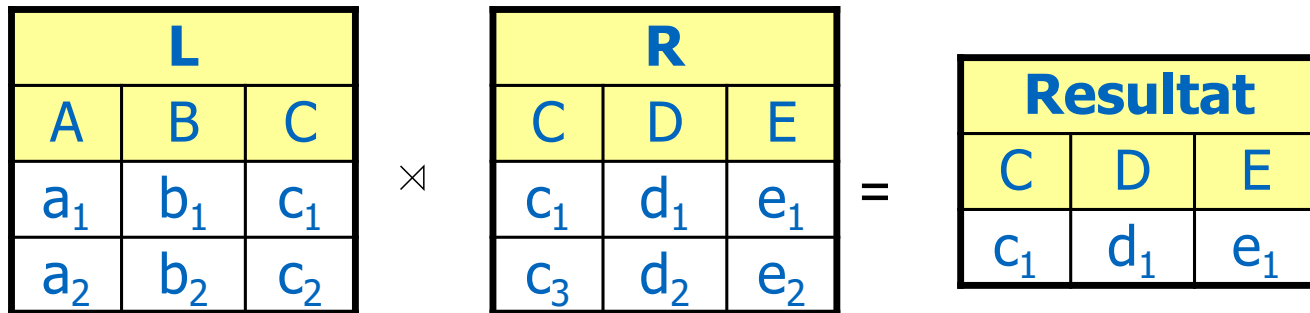 L
A B C
a₁ b₁ c₁
a₂ b₂ c₂
⋊
R
C D E
c₁ d₁ e₁
c₃ d₂ e₂
=
Resultat
C D E
c₁ d₁ e₁